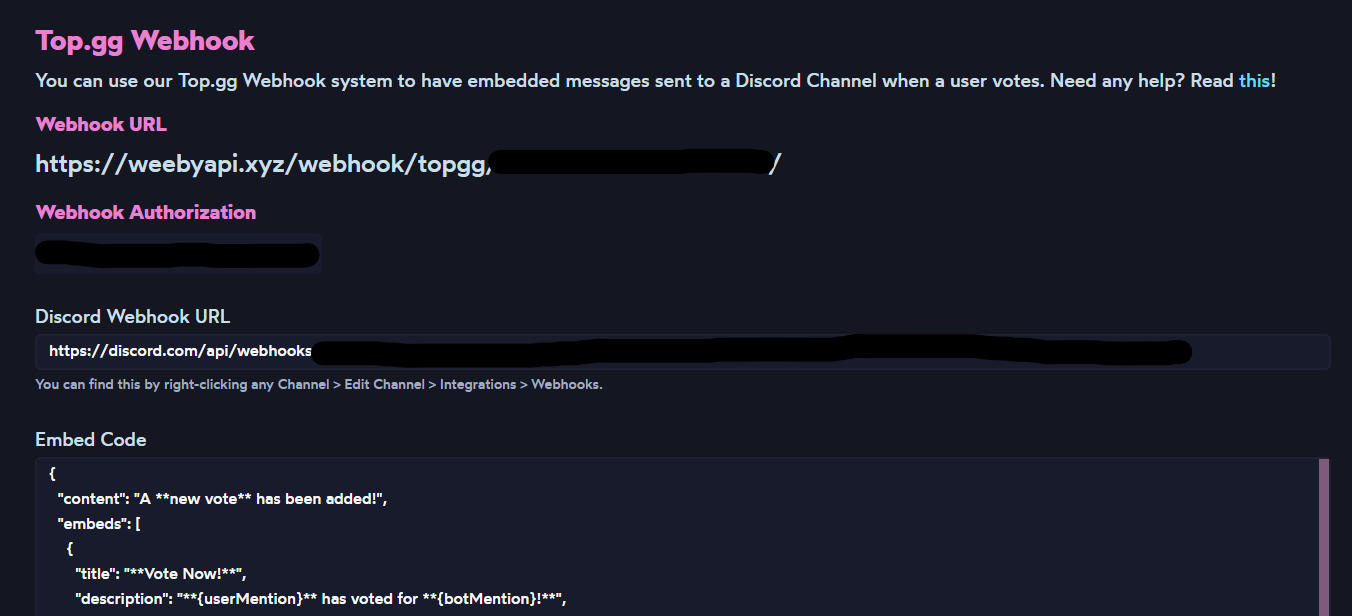 Top.gg Webhook
You can use our Top.gg Webhook system to have embedded messages sent to a Discord Channel when a user votes. Need any help? Read this!
Webhook URL
https://weebyapi.xyz/webhook/topgg/ /
Webhook Authorization
Discord Webhook URL
https://discord.com/api/webhooks
You can find this by right-clicking any Channel > Edit Channel > Integrations > Webhooks.
Embed Code
{
"content": "A **new vote** has been added!",
"embeds": [
{
"title": "**Vote Now!**",
"description": "**{userMention}** has voted for **{botMention}!**",